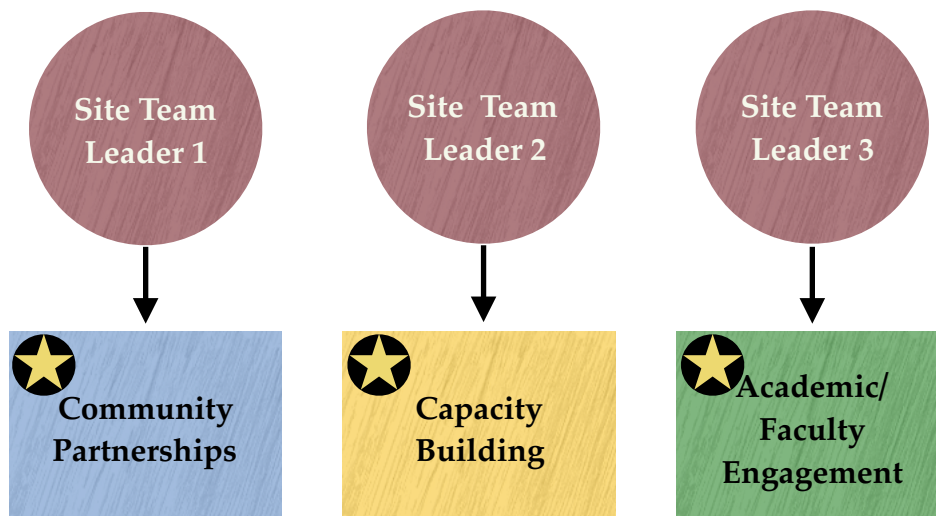 Site Team
Leader 1
Site Team
Leader 2
Site Team
Leader 3
Community
Partnerships
Capacity
Building
Academic/
Faculty
Engagement